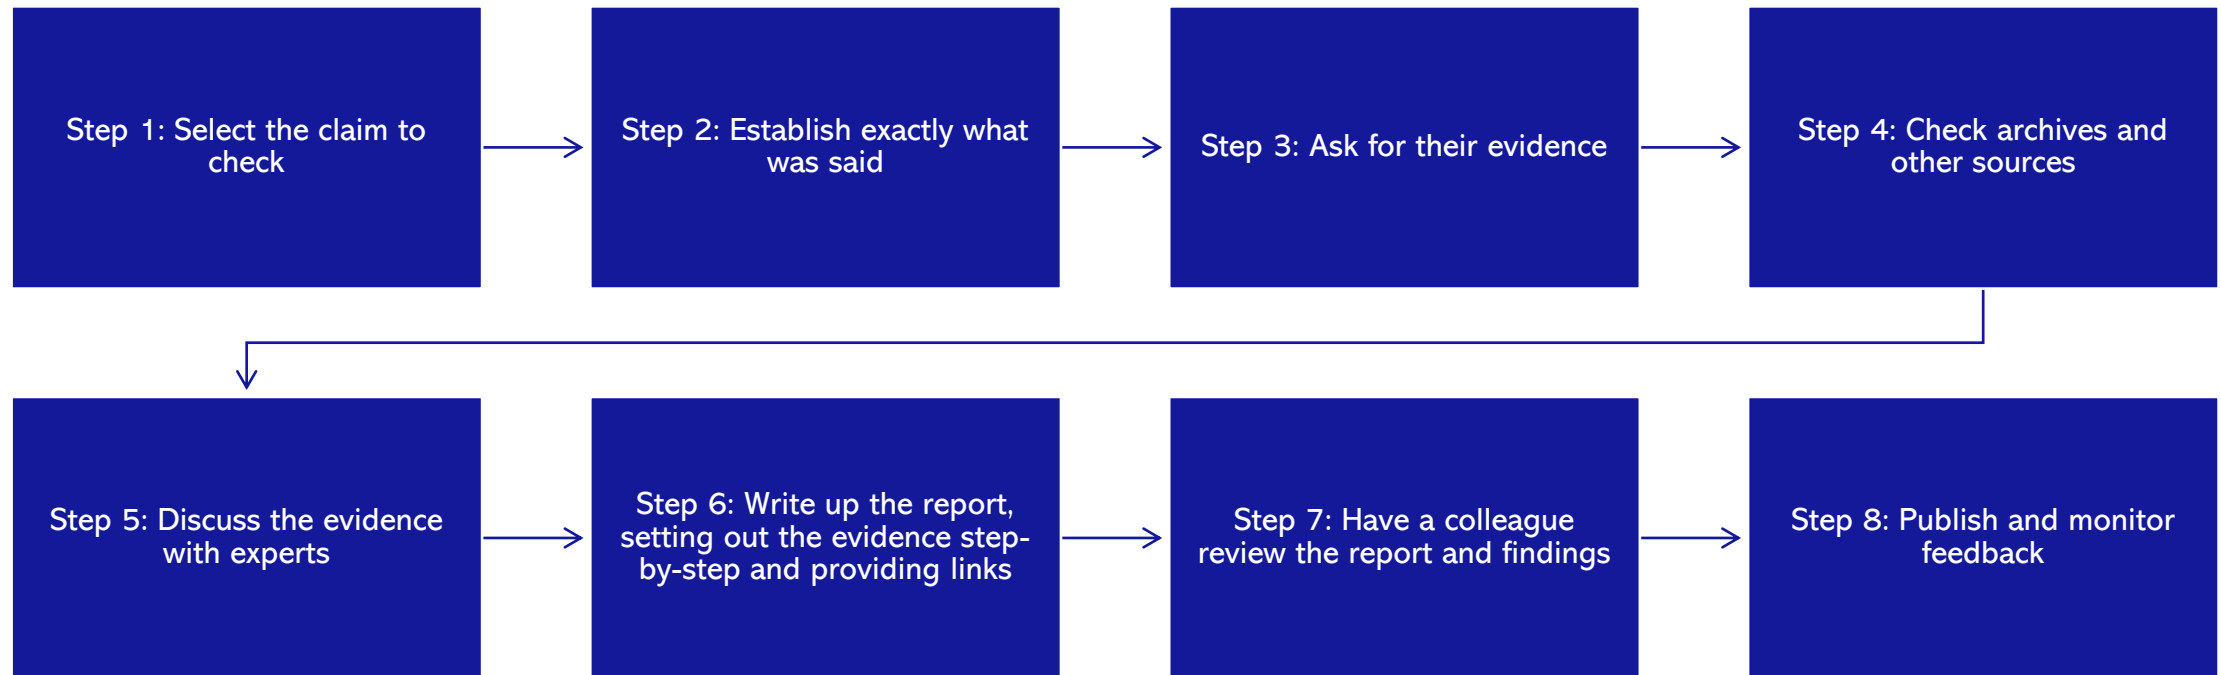 Step 1: Select the claim to
check
Step 2: Establish exactly what
was said
Step 3: Ask for their evidence
Step 4: Check archives and
other sources
Step 5: Discuss the evidence
with experts
Step 6: Write up the report,
setting out the evidence step-
by-step and providing links
Step 7: Have a colleague
review the report and findings
Step 8: Publish and monitor
feedback